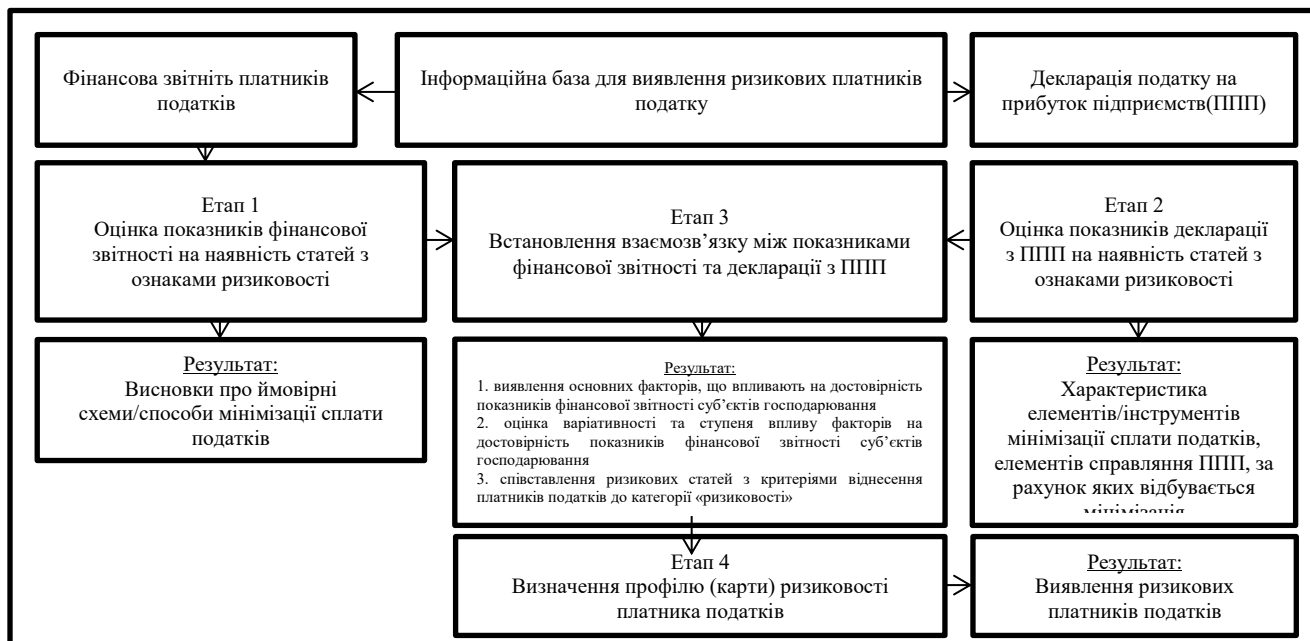 Фінансова звітніть платників
податків
Інформаційна база для виявлення ризикових платників
податку
Декларація податку на
прибуток підприємств(ППП)
Етап 1
Оцінка показників фінансової
звітності на наявність статей з
ознаками ризиковості
Етап 3
Встановлення взаємозв’язку між показниками
фінансової звітності та декларації з ППП
Етап 2
Оцінка показників декларації
з ППП на наявність статей з
ознаками ризиковості
Результат:
Висновки про ймовірні
схеми/способи мінімізації сплати
податків
Результат:
1. виявлення основних факторів, що впливають на достовірність
показників фінансової звітності суб’єктів господарювання
2. оцінка варіативності та ступеня впливу факторів на
достовірність показників фінансової звітності суб’єктів
господарювання
3. співставлення ризикових статей з критеріями віднесення
платників податків до категорії «ризиковості»
Результат:
Характеристика
елементів/інструментів
мінімізації сплати податків,
елементів справляння ППП, за
рахунок яких відбувається
мінімізація
Етап 4
Визначення профілю (карти) ризиковості
платника податків
Результат:
Виявлення ризикових
платників податків